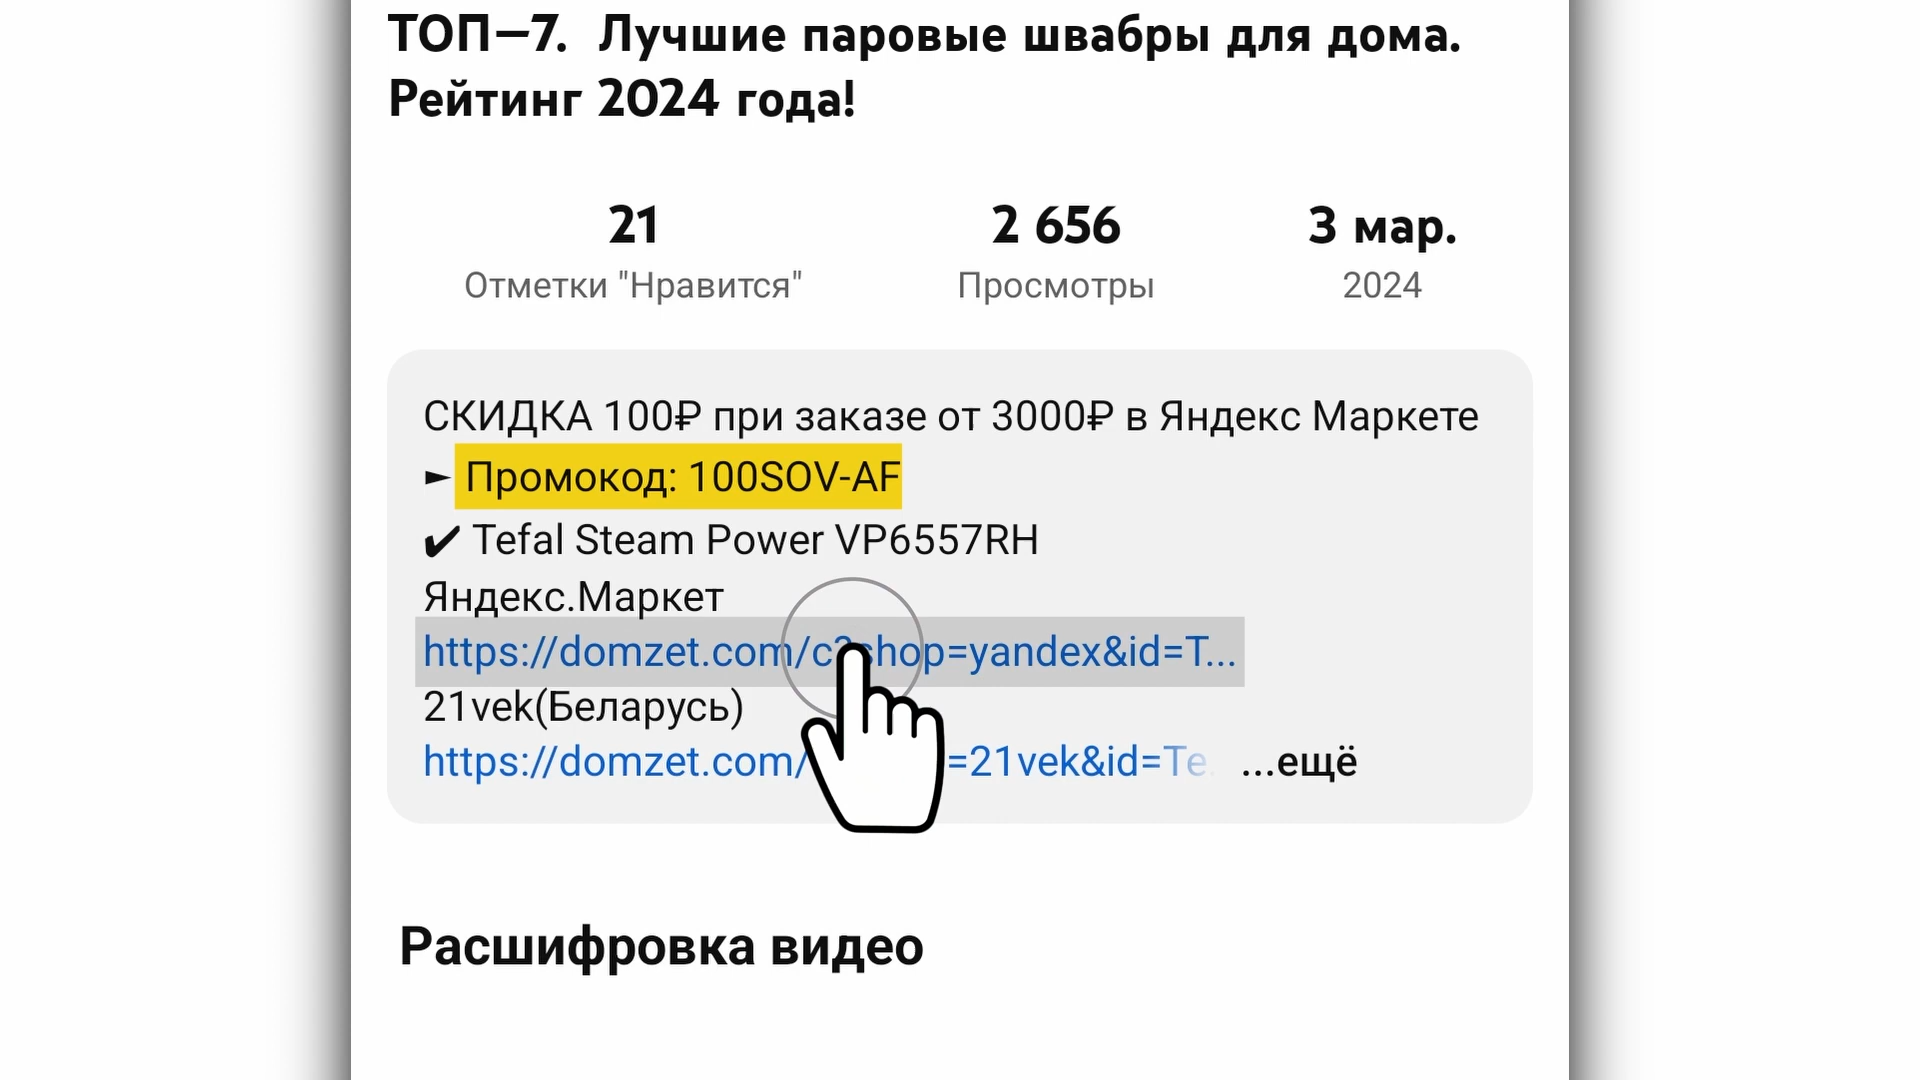 ТОП—7. Лучшие паровые швабры для дома.
Рейтинг 2024 года!
21
2 656
3 мар.
Отметки "Нравится"
Просмотры
2024
СКИДКА 100₽ при заказе от 3000₽ в Яндекс Маркете
► Промокод: 100SOV-AF
✔ Tefal Steam Power VP6557RH
Яндекс.Маркет
https://domzet.com/c?shop=yandex&id=T...
21vek(Беларусь)
https://domzet.com/ =21vek&id=Te. ...ещё
Расшифровка видео